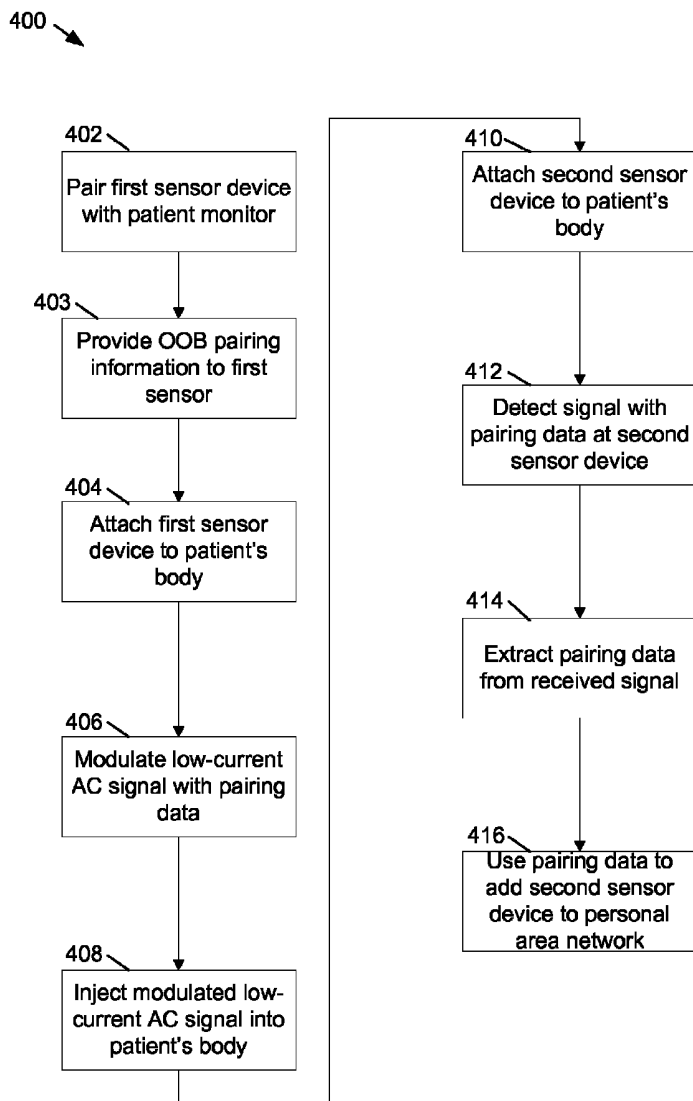 400
402
Pair first sensor device
with patient monitor
403
Provide OOB pairing
information to first
sensor
404
Attach first sensor
device to patient's
body
406
Modulate low-current
AC signal with pairing
data
408
Inject modulated low-
current AC signal into
patient's body
410
Attach second sensor
device to patient's
body
412
Detect signal with
pairing data at second
sensor device
414
Extract pairing data
from received signal
416
Use pairing data to
add second sensor
device to personal
area network